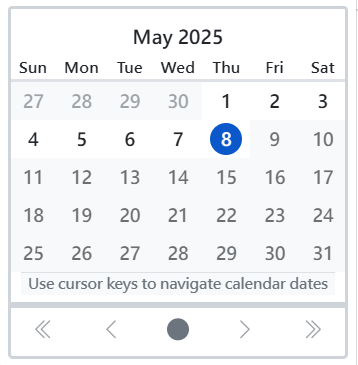 May 2025
Sun Mon Tue Wed Thu Fri Sat
27 28 29 30 1 2 3
4 5 6 7 8 9 10
11 12 13 14 15 16 17
18 19 20 21 22 23 24
25 26 27 28 29 30 31
Use cursor keys to navigate calendar dates